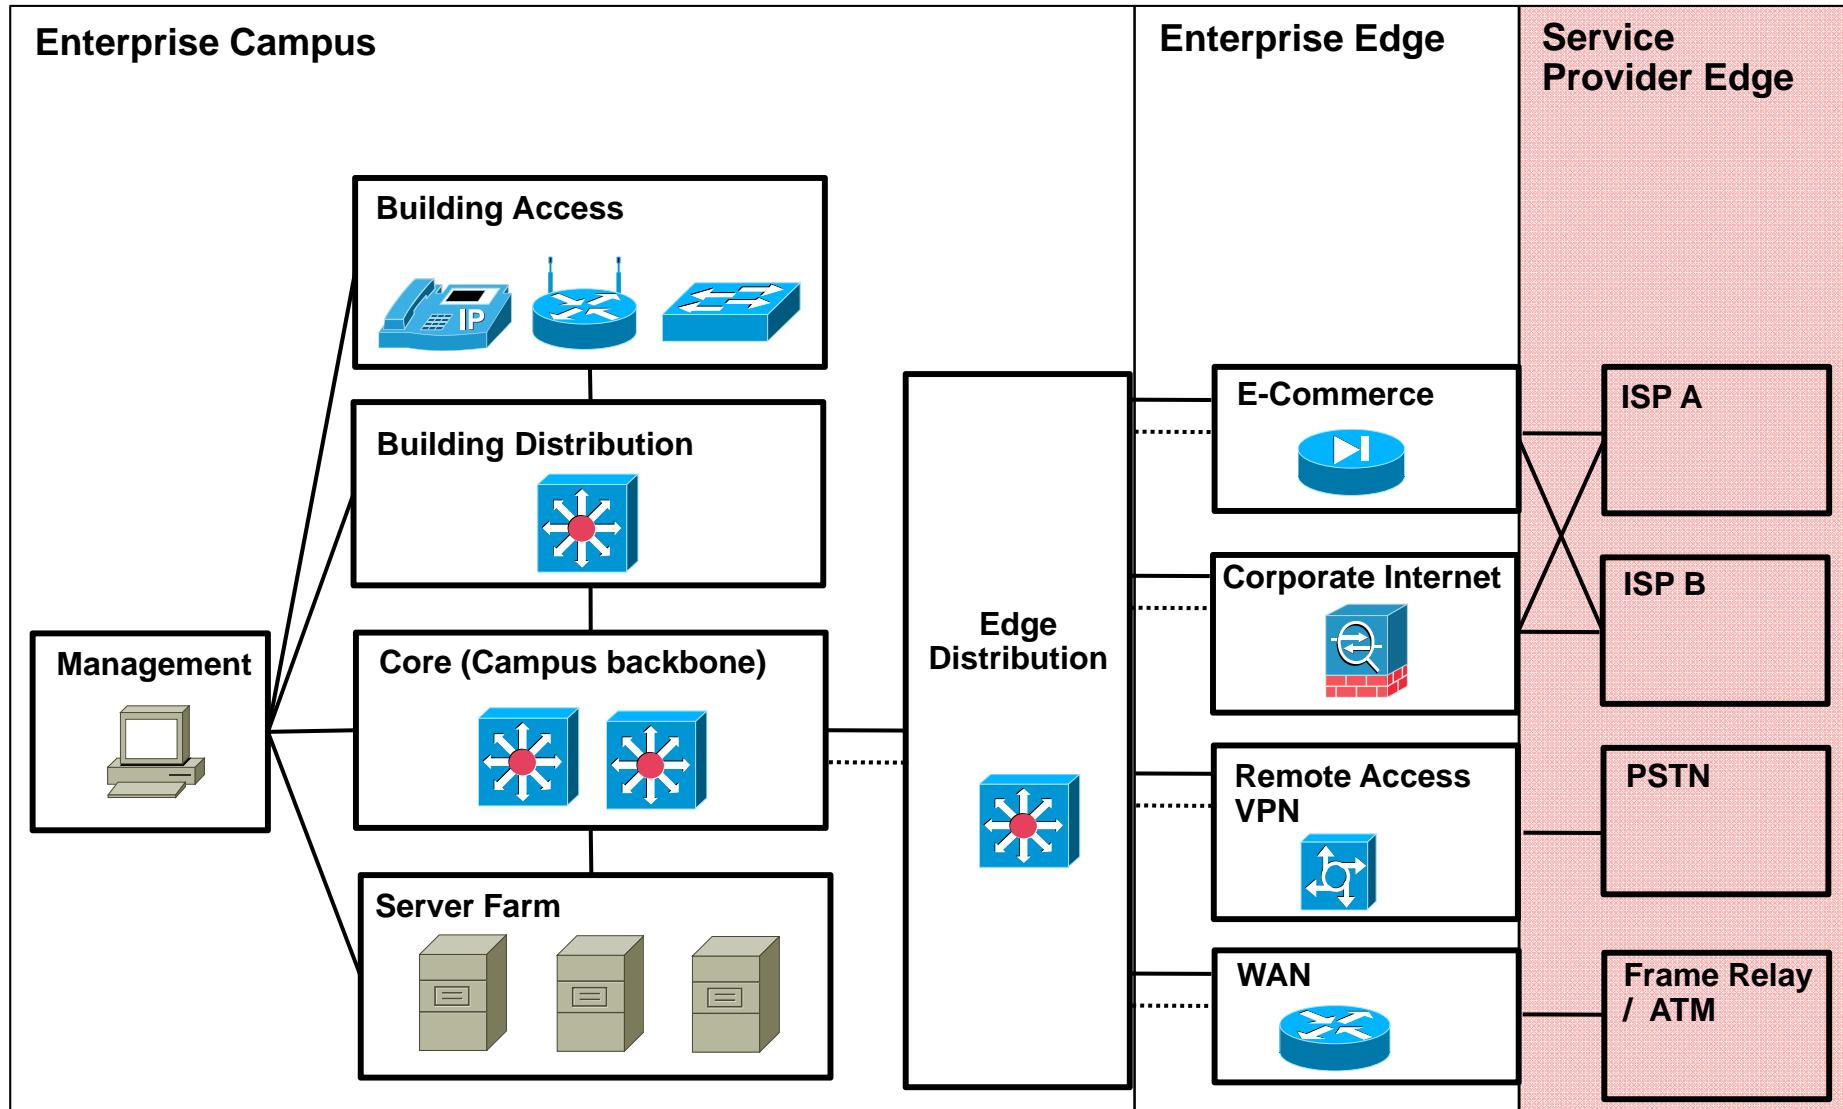 Enterprise Campus
Enterprise Edge
Service
Provider Edge
Building Access
IP
Building Distribution
Management
Core (Campus backbone)
Server Farm
Edge
Distribution
E-Commerce
Corporate Internet
Remote Access
VPN
WAN
ISP A
ISP B
PSTN
Frame Relay
/ ATM